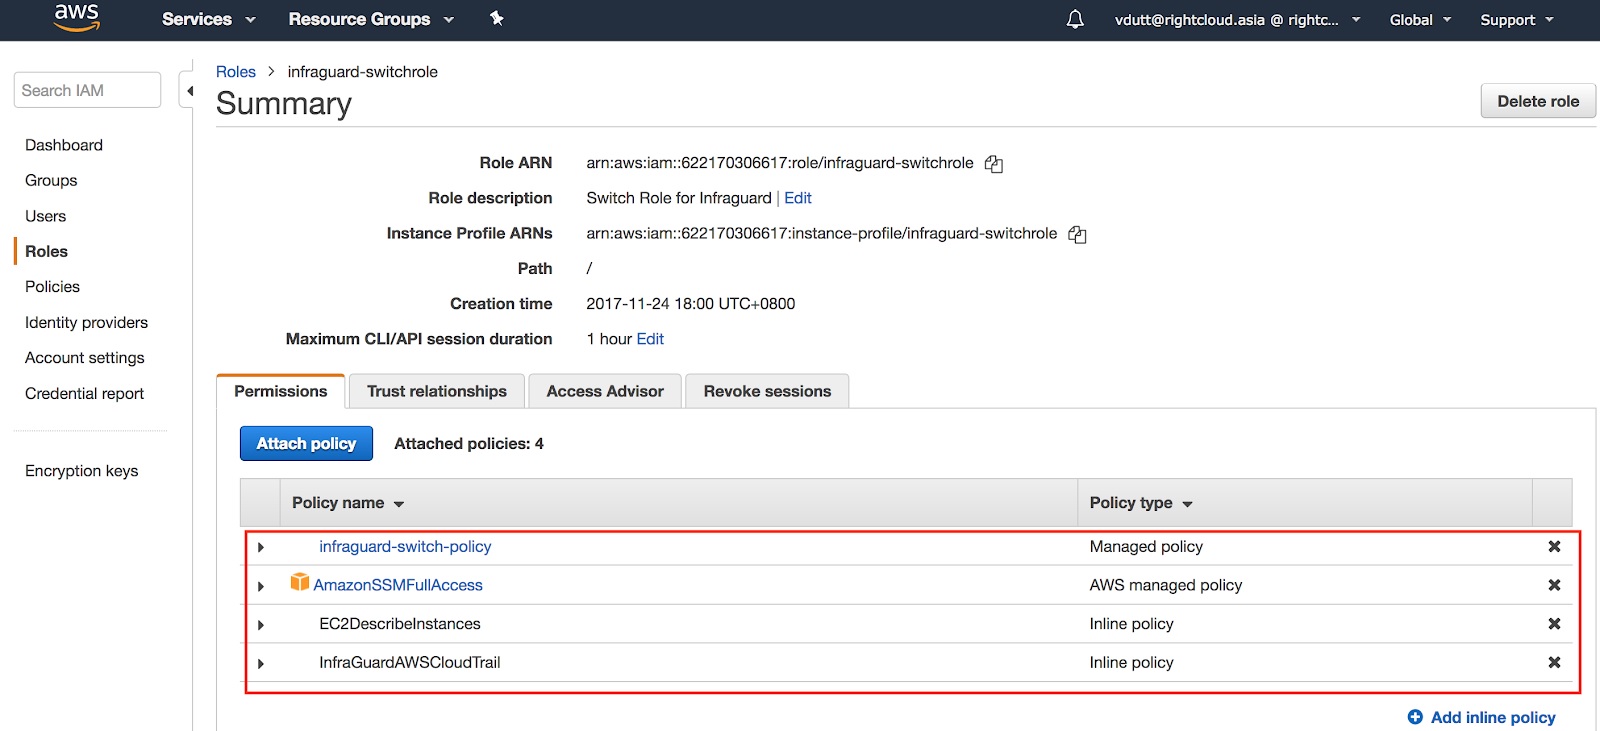 aws Services Resource Groups vdutt@rightcloud.asia @ rightc... Global Support
Search IAM
Dashboard
Groups
Users
Roles
Policies
Identity providers
Account settings
Credential report
Encryption keys
Roles > infraguard-switchrole
Summary
Delete role
Role ARN arn:aws:iam::622170306617:role/infraguard-switchrole
Role description Switch Role for Infraguard | Edit
Instance Profile ARNs arn:aws:iam::622170306617:instance-profile/infraguard-switchrole
Path /
Creation time 2017-11-24 18:00 UTC+0800
Maximum CLI/API session duration 1 hour Edit
Permissions Trust relationships Access Advisor Revoke sessions
Attach policy Attached policies: 4
Policy name Policy type
infraguard-switch-policy Managed policy
AmazonSSMFullAccess AWS managed policy
EC2DescribeInstances Inline policy
InfraGuardAWSCloudTrail Inline policy
Add inline policy